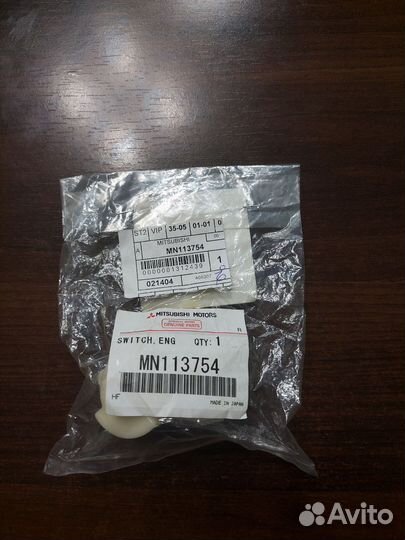 ST2 VIP 35-05 01-01 0
MITSUBISHI
A MN113754
0000001312439 1
021404
MITSUBISHI MOTORS
GENUINE PARTS
R
SWITCH, ENG QTY: 1
MN113754
HF
MADE IN JAPAN
Avito